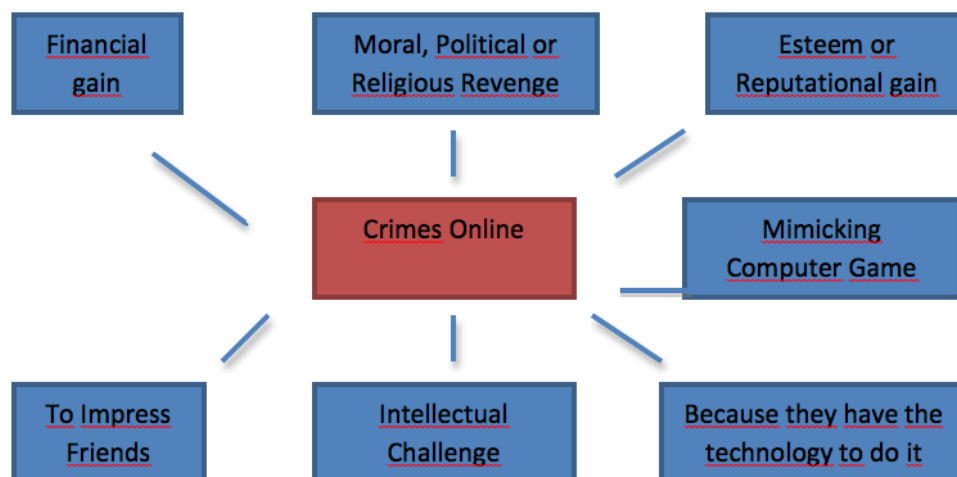 Financial
gain
Moral, Political or
Religious Revenge
Esteem or
Reputational gain
Crimes Online
Mimicking
Computer Game
To Impress
Friends
Intellectual
Challenge
Because they have the
technology to do it